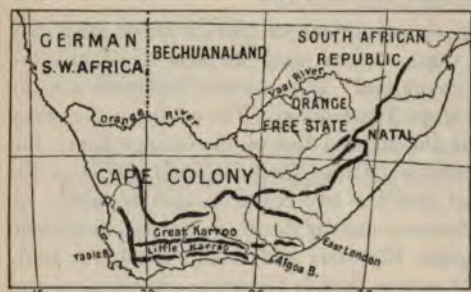 GERMAN
S.W. AFRICA.
BECHUANALAND
SOUTH AFRICAN
REPUBLIC
Vaal River
ORANGE
FREE STATE
Orange River
NATAL
CAPE COLONY
Great Karroo
Little Karroo
Table B.
Algoa B.
East London